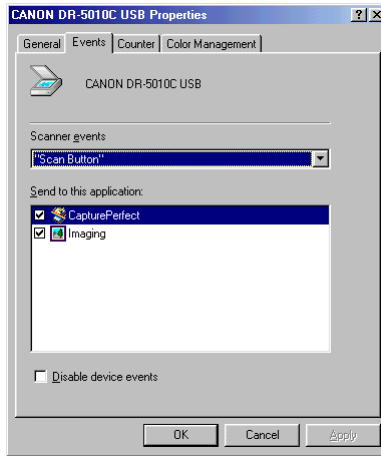 CANON DR-5010C USB Properties
General Events Counter Color Management
CANON DR-5010C USB
Scanner events
"Scan Button"
Send to this application:
CapturePerfect
Imaging
Disable device events
OK Cancel Apply